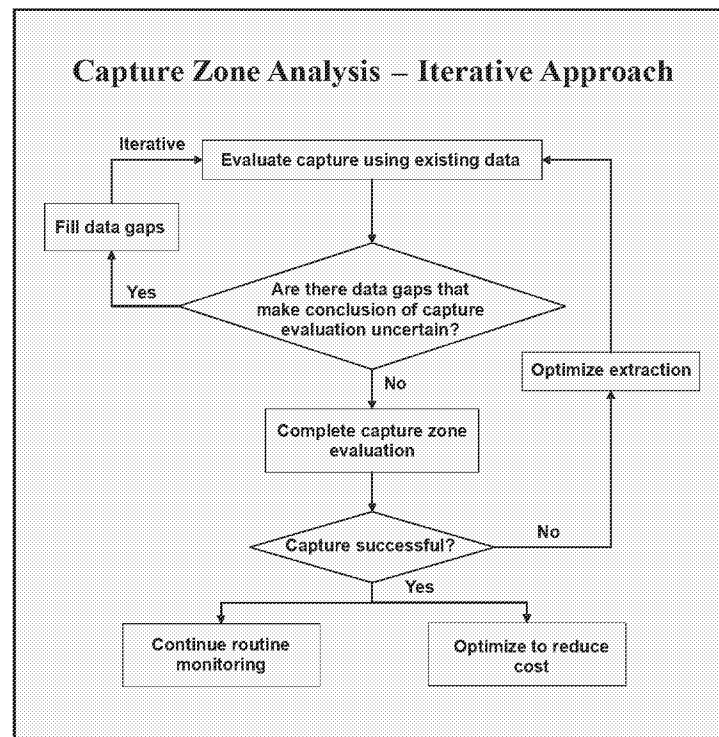 Capture Zone Analysis – Iterative Approach
Iterative
Evaluate capture using existing data
Fill data gaps
Yes
Are there data gaps that
make conclusion of capture
evaluation uncertain?
Optimize extraction
No
Complete capture zone
evaluation
Capture successful?
No
Yes
Continue routine
monitoring
Optimize to reduce
cost